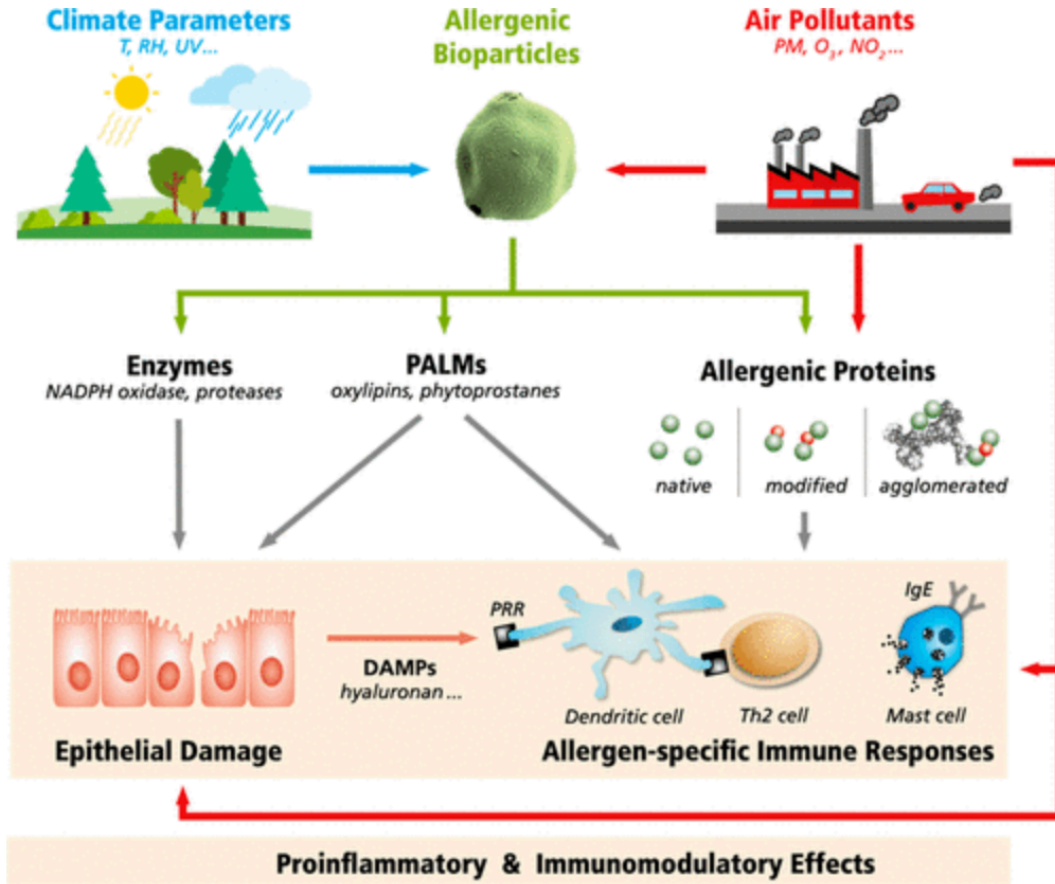 Climate Parameters
T, RH, UV...
Allergenic
Bioparticles
Air Pollutants
PM, O₃, NO₂...
Enzymes
NADPH oxidase, proteases
PALMs
oxylipins, phytoprostanes
Allergenic Proteins
native
modified
agglomerated
PRR
IgE
DAMPs
hyaluronan ...
Dendritic cell
Th2 cell
Mast cell
Epithelial Damage
Allergen-specific Immune Responses
Proinflammatory & Immunomodulatory Effects